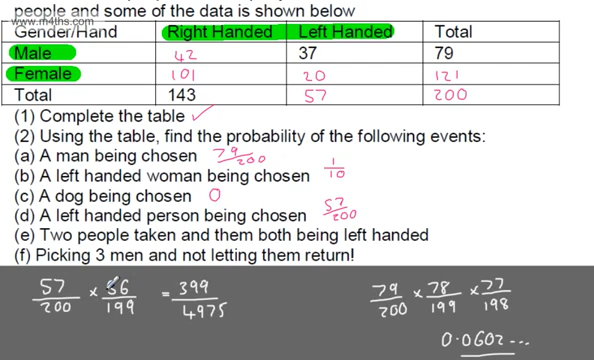 people and some of the data is shown below
www.m4ths.com
Gender/Hand Right Handed Left Handed Total
Male 42 37 79
Female 101 20 121
Total 143 57 200
(1) Complete the table ✓
(2) Using the table, find the probability of the following events:
(a) A man being chosen 79/200
(b) A left handed woman being chosen 1/10
(c) A dog being chosen 0
(d) A left handed person being chosen 57/200
(e) Two people taken and them both being left handed
(f) Picking 3 men and not letting them return!
57/200 × 56/199 = 399/4975
79/200 × 78/199 × 77/198
0.0602...